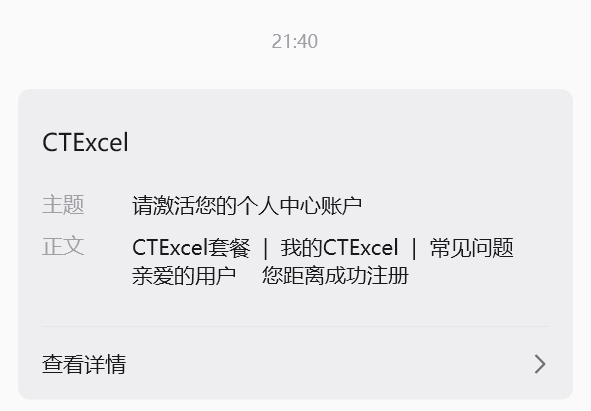 21:40
CTExcel
主题 请激活您的个人中心账户
正文 CTExcel套餐 | 我的CTExcel | 常见问题
亲爱的用户 您距离成功注册
查看详情